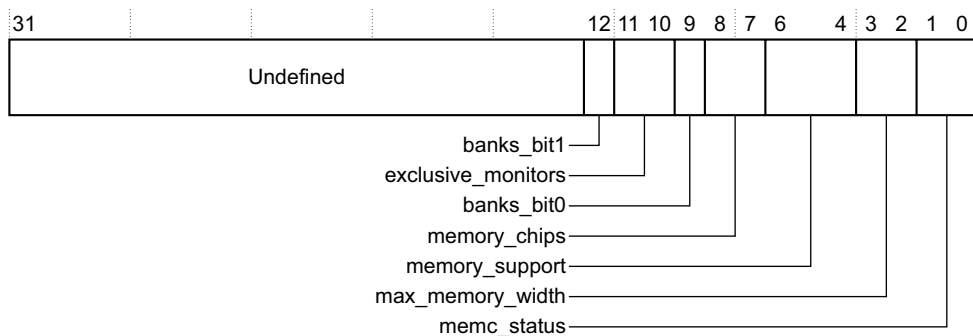 31 12 11 10 9 8 7 6 4 3 2 1 0
Undefined
banks_bit1
exclusive_monitors
banks_bit0
memory_chips
memory_support
max_memory_width
memc_status